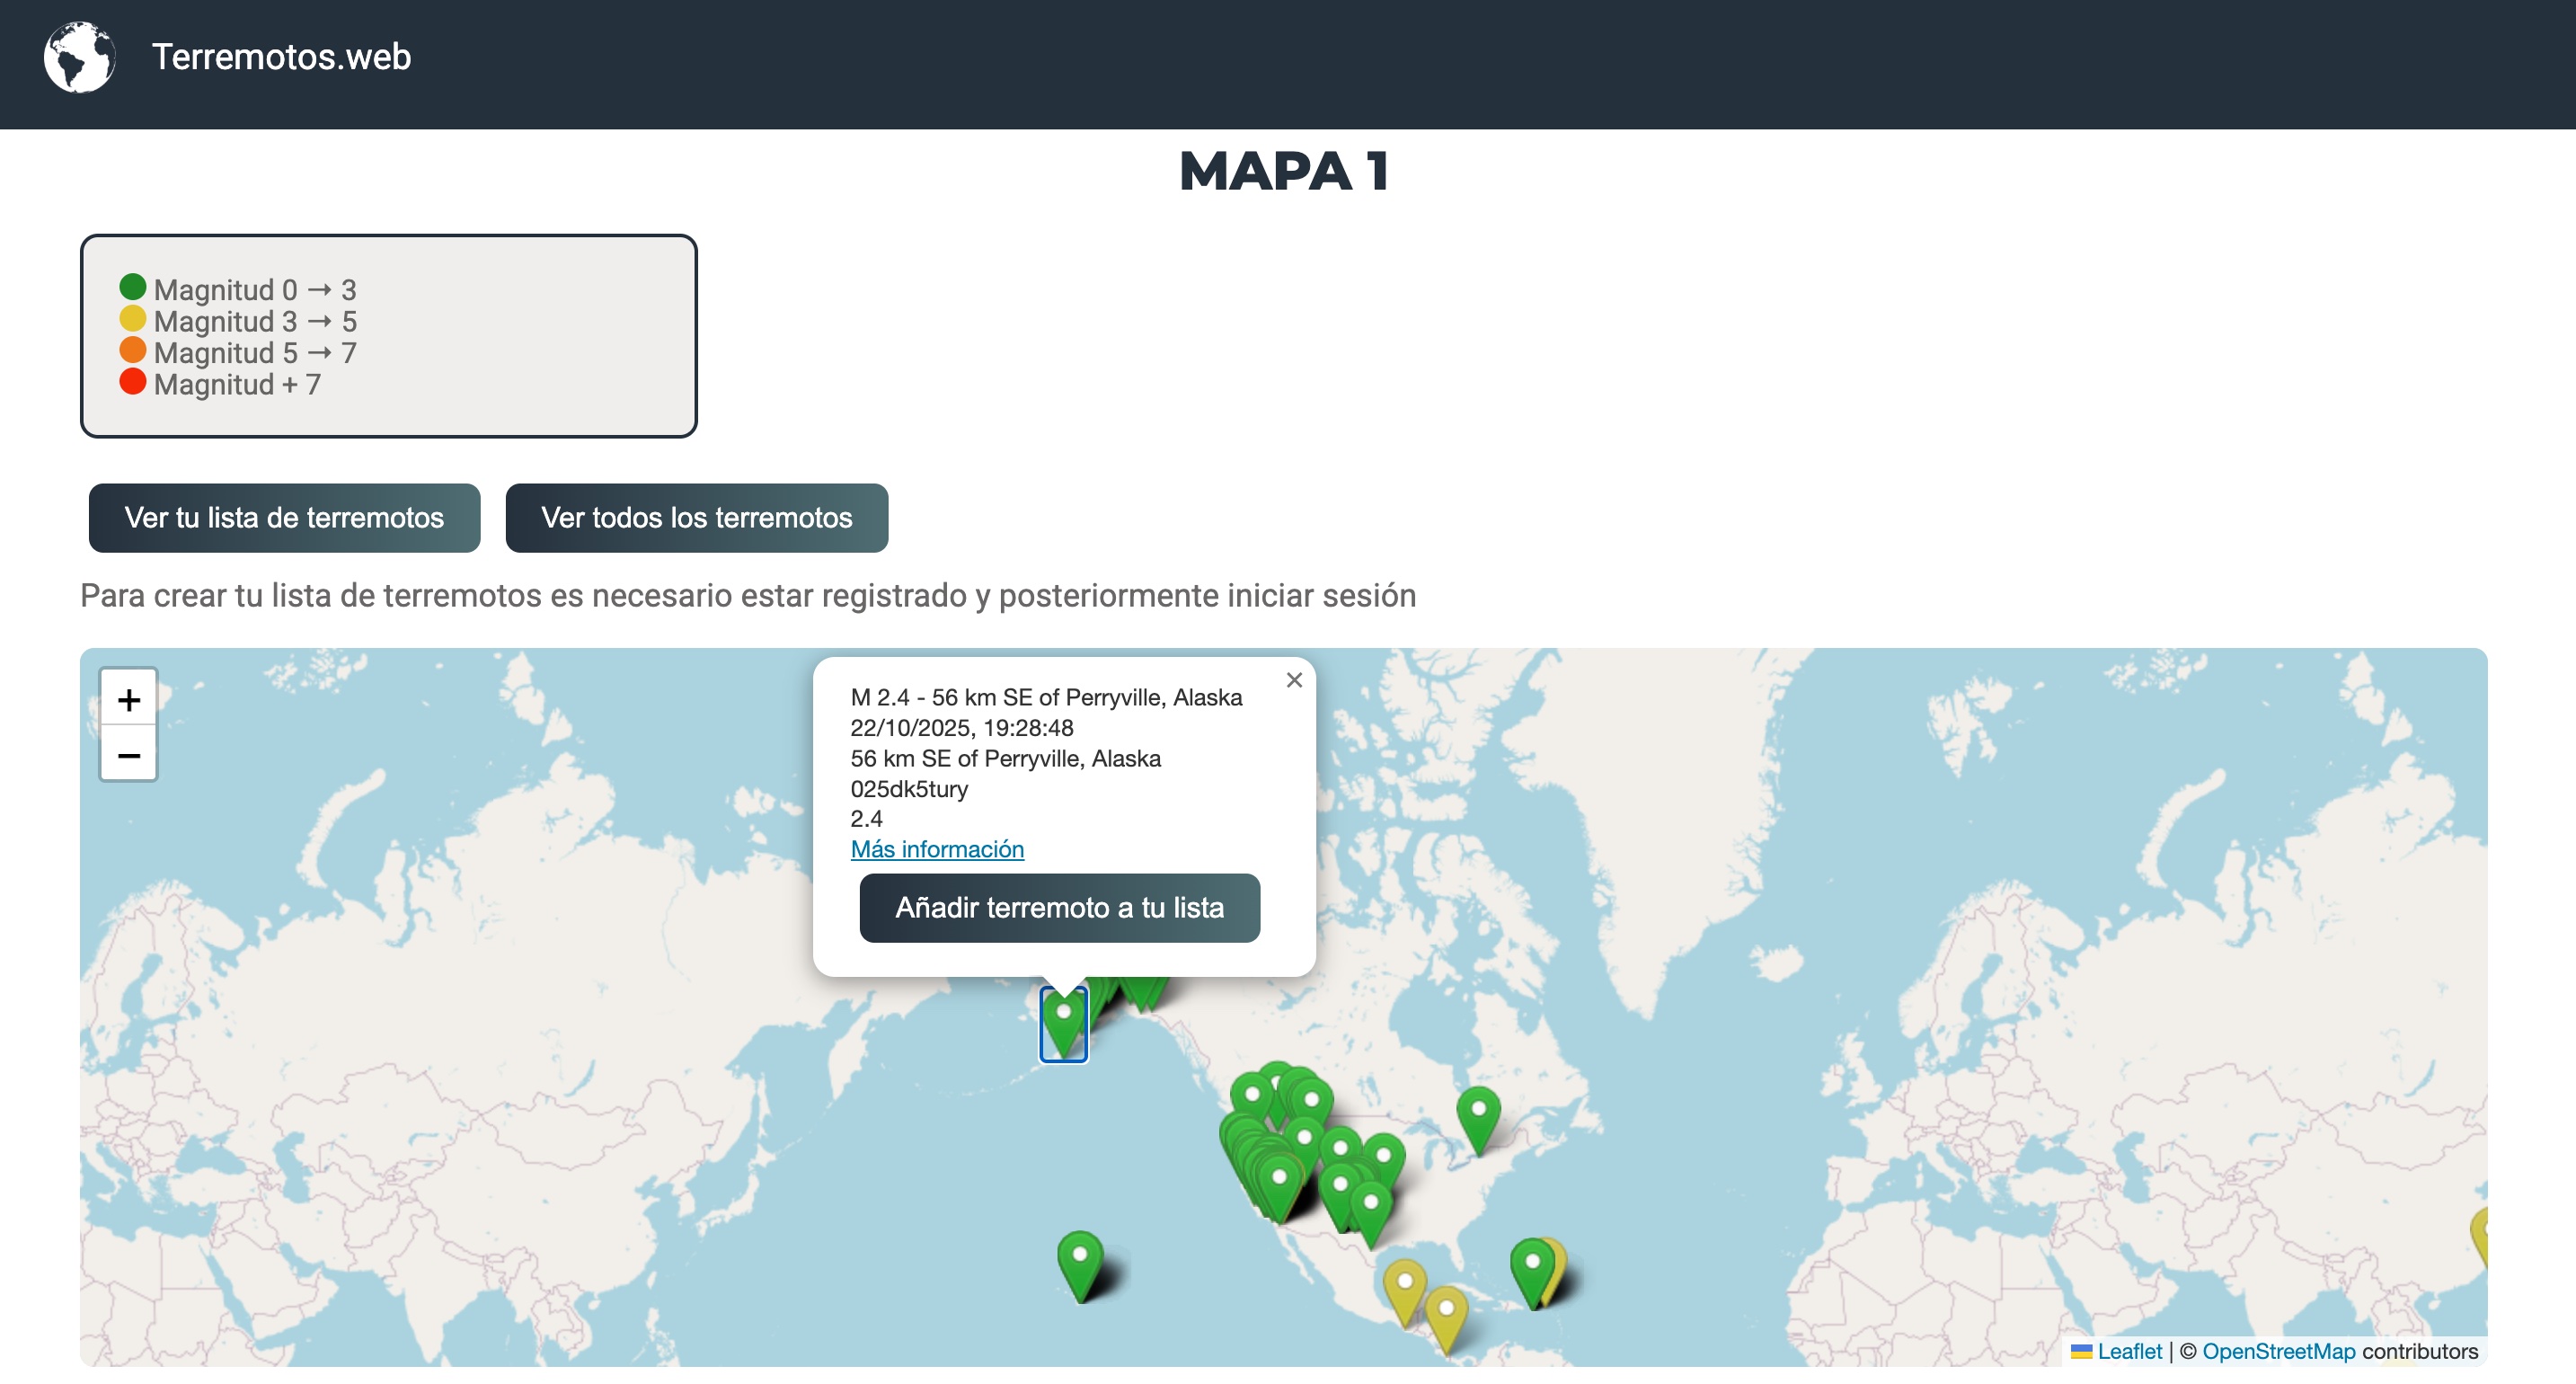 Terremotos.web
MAPA 1
Magnitud 0 → 3
Magnitud 3 → 5
Magnitud 5 → 7
Magnitud + 7
Ver tu lista de terremotos
Ver todos los terremotos
Para crear tu lista de terremotos es necesario estar registrado y posteriormente iniciar sesión
+
−
×
M 2.4 - 56 km SE of Perryville, Alaska
22/10/2025, 19:28:48
56 km SE of Perryville, Alaska
025dk5tury
2.4
Más información
Añadir terremoto a tu lista
Leaflet | © OpenStreetMap contributors